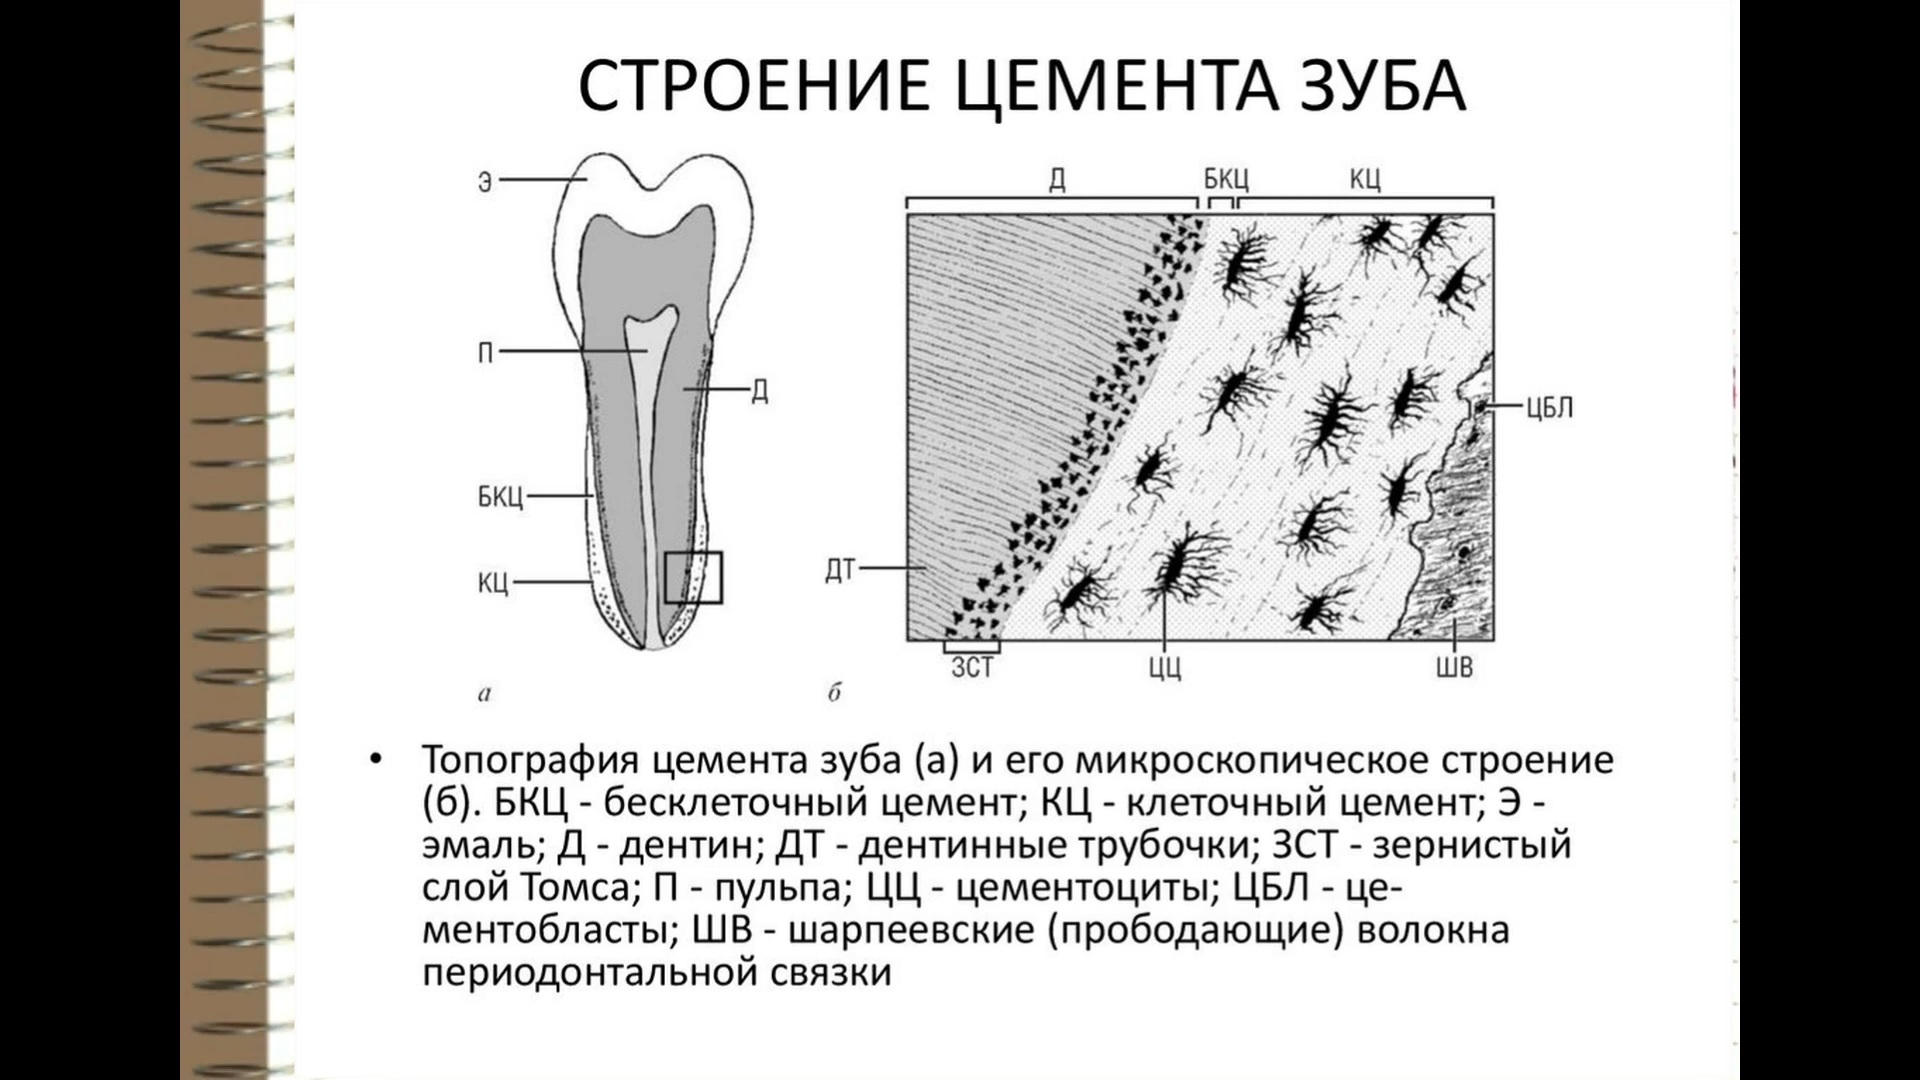 СТРОЕНИЕ ЦЕМЕНТА ЗУБА
Э
П
Д
БКЦ
КЦ
а
Д
БКЦ
КЦ
ЦБЛ
ДТ
ЗСТ
ЦЦ
ШВ
б
• Топография цемента зуба (а) и его микроскопическое строение
(б). БКЦ - бесклеточный цемент; КЦ - клеточный цемент; Э -
эмаль; Д - дентин; ДТ - дентинные трубочки; ЗСТ - зернистый
слой Томса; П - пульпа; ЦЦ - цементоциты; ЦБЛ - це-
ментобласты; ШВ - шарпеевские (прободающие) волокна
периодонтальной связки